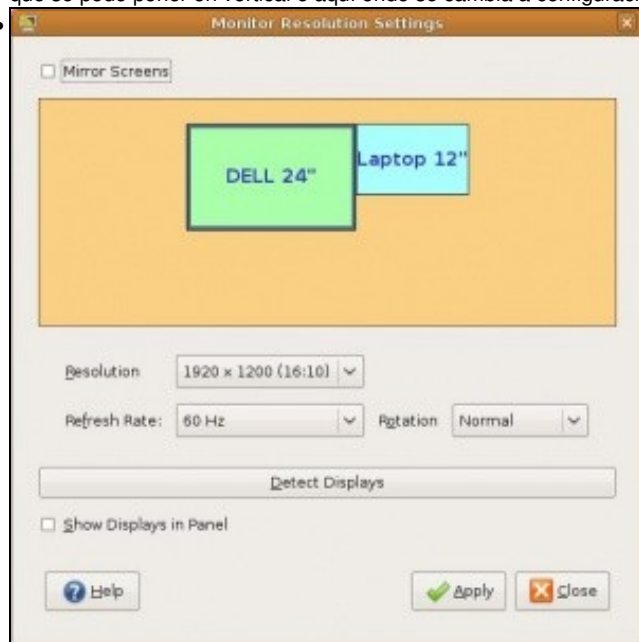 Monitor Resolution Settings
Mirror Screens
DELL 24"
Laptop 12"
Resolution 1920 x 1200 (16:10)
Refresh Rate: 60 Hz Rotation Normal
Detect Displays
Show Displays in Panel
Help Apply Close